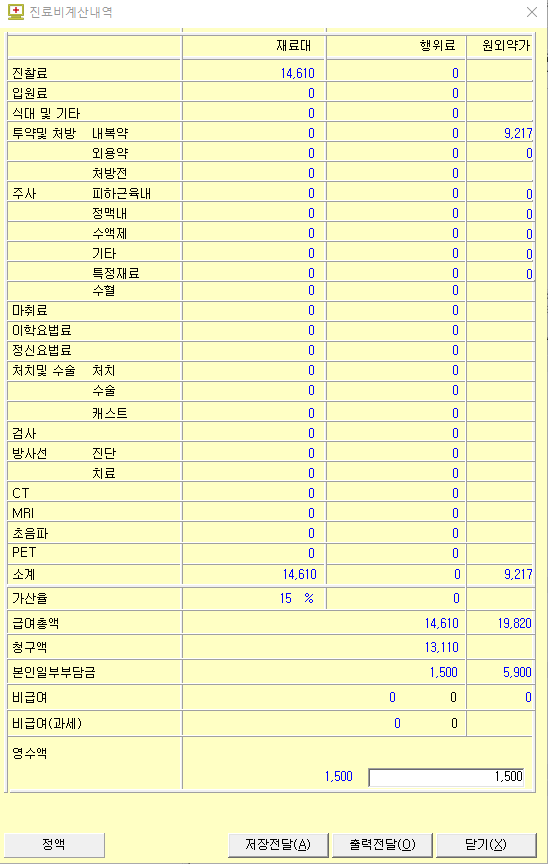 진료비계산내역
재료대 행위료 원외약가
진찰료 14,610 0
입원료 0 0
식대 및 기타 0 0
투약및 처방 내복약 0 0 9,217
외용약 0 0 0
처방전 0 0
주사 피하근육내 0 0 0
정맥내 0 0 0
수액제 0 0 0
기타 0 0 0
특정재료 0 0 0
수혈 0 0
마취료 0 0
이학요법료 0 0
정신요법료 0 0
처치및 수술 처치 0 0
수술 0 0
캐스트 0 0
검사 0 0
방사선 진단 0 0
치료 0 0
CT 0 0
MRI 0 0
초음파 0 0
PET 0 0
소계 14,610 0 9,217
가산율 15 % 0
급여총액 14,610 19,820
청구액 13,110
본인일부부담금 1,500 5,900
비급여 0 0 0
비급여(과세) 0 0
영수액
1,500 1,500
정액 저장전달(A) 출력전달(O) 닫기(X)